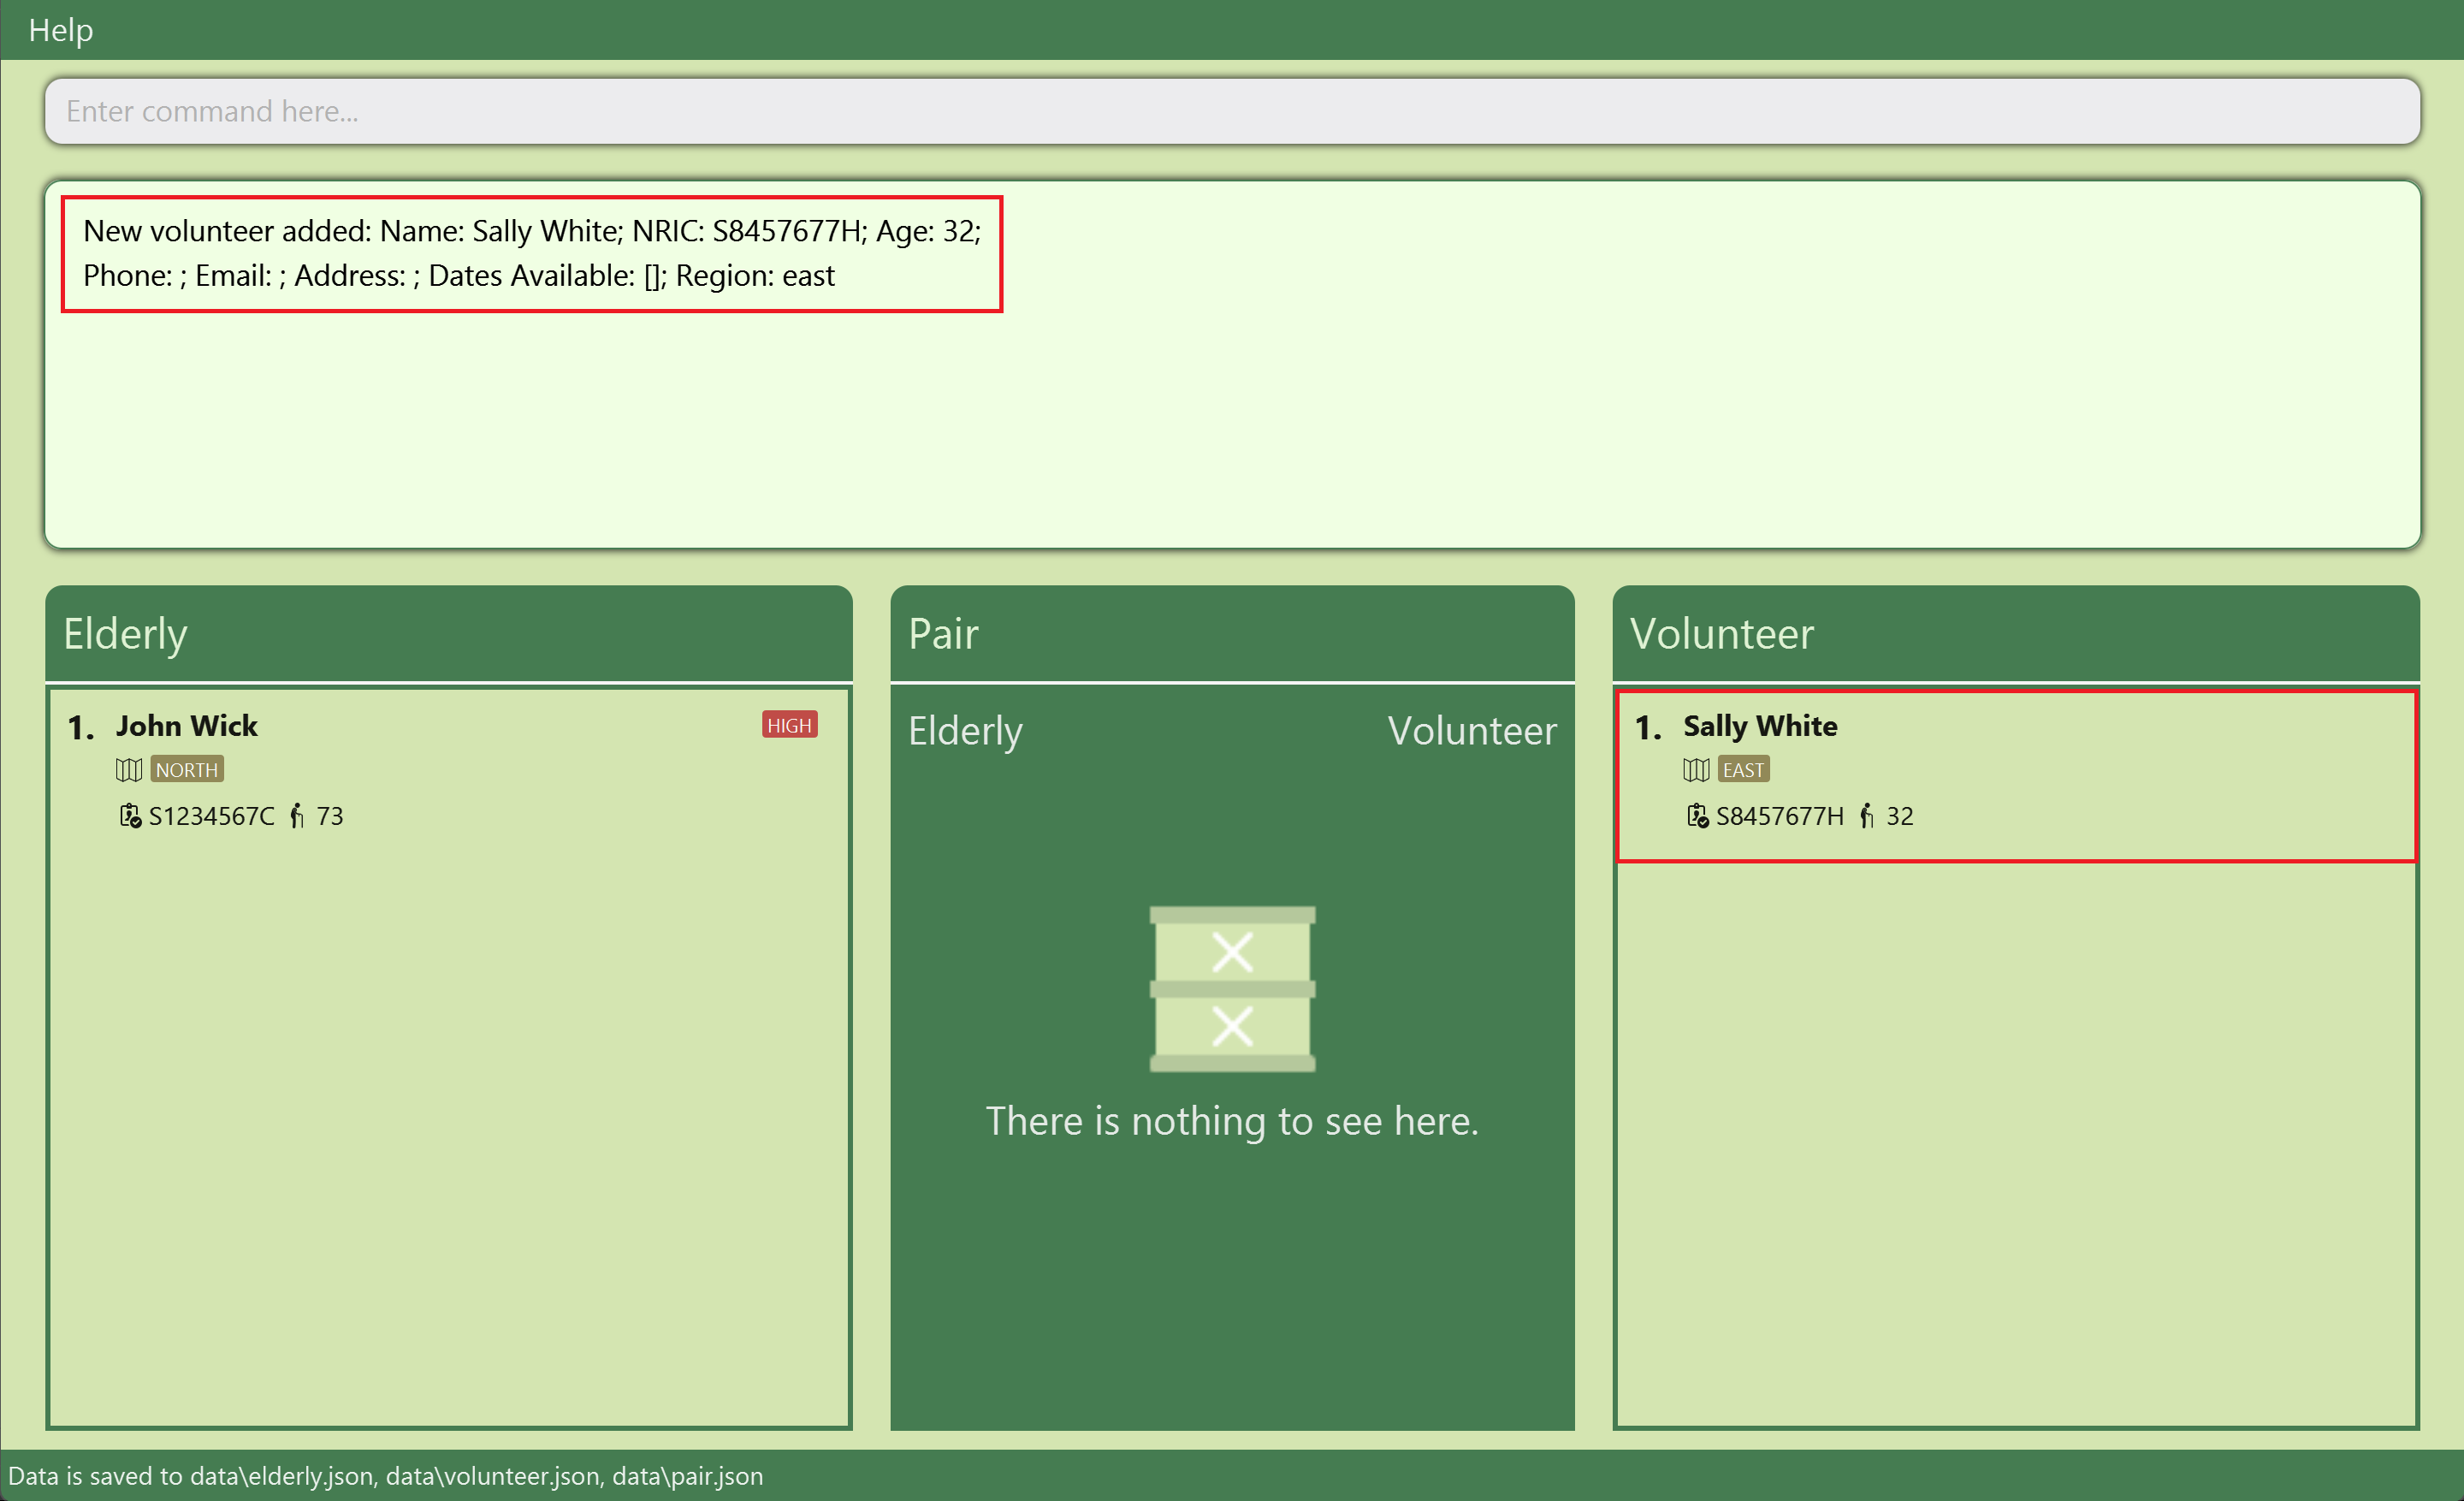 Help
Enter command here...
New volunteer added: Name: Sally White; NRIC: S8457677H; Age: 32;
Phone: ; Email: ; Address: ; Dates Available: []; Region: east
Elderly
1. John Wick HIGH
NORTH
S1234567C 73
Pair
Elderly Volunteer
There is nothing to see here.
Volunteer
1. Sally White
EAST
S8457677H 32
Data is saved to data\elderly.json, data\volunteer.json, data\pair.json